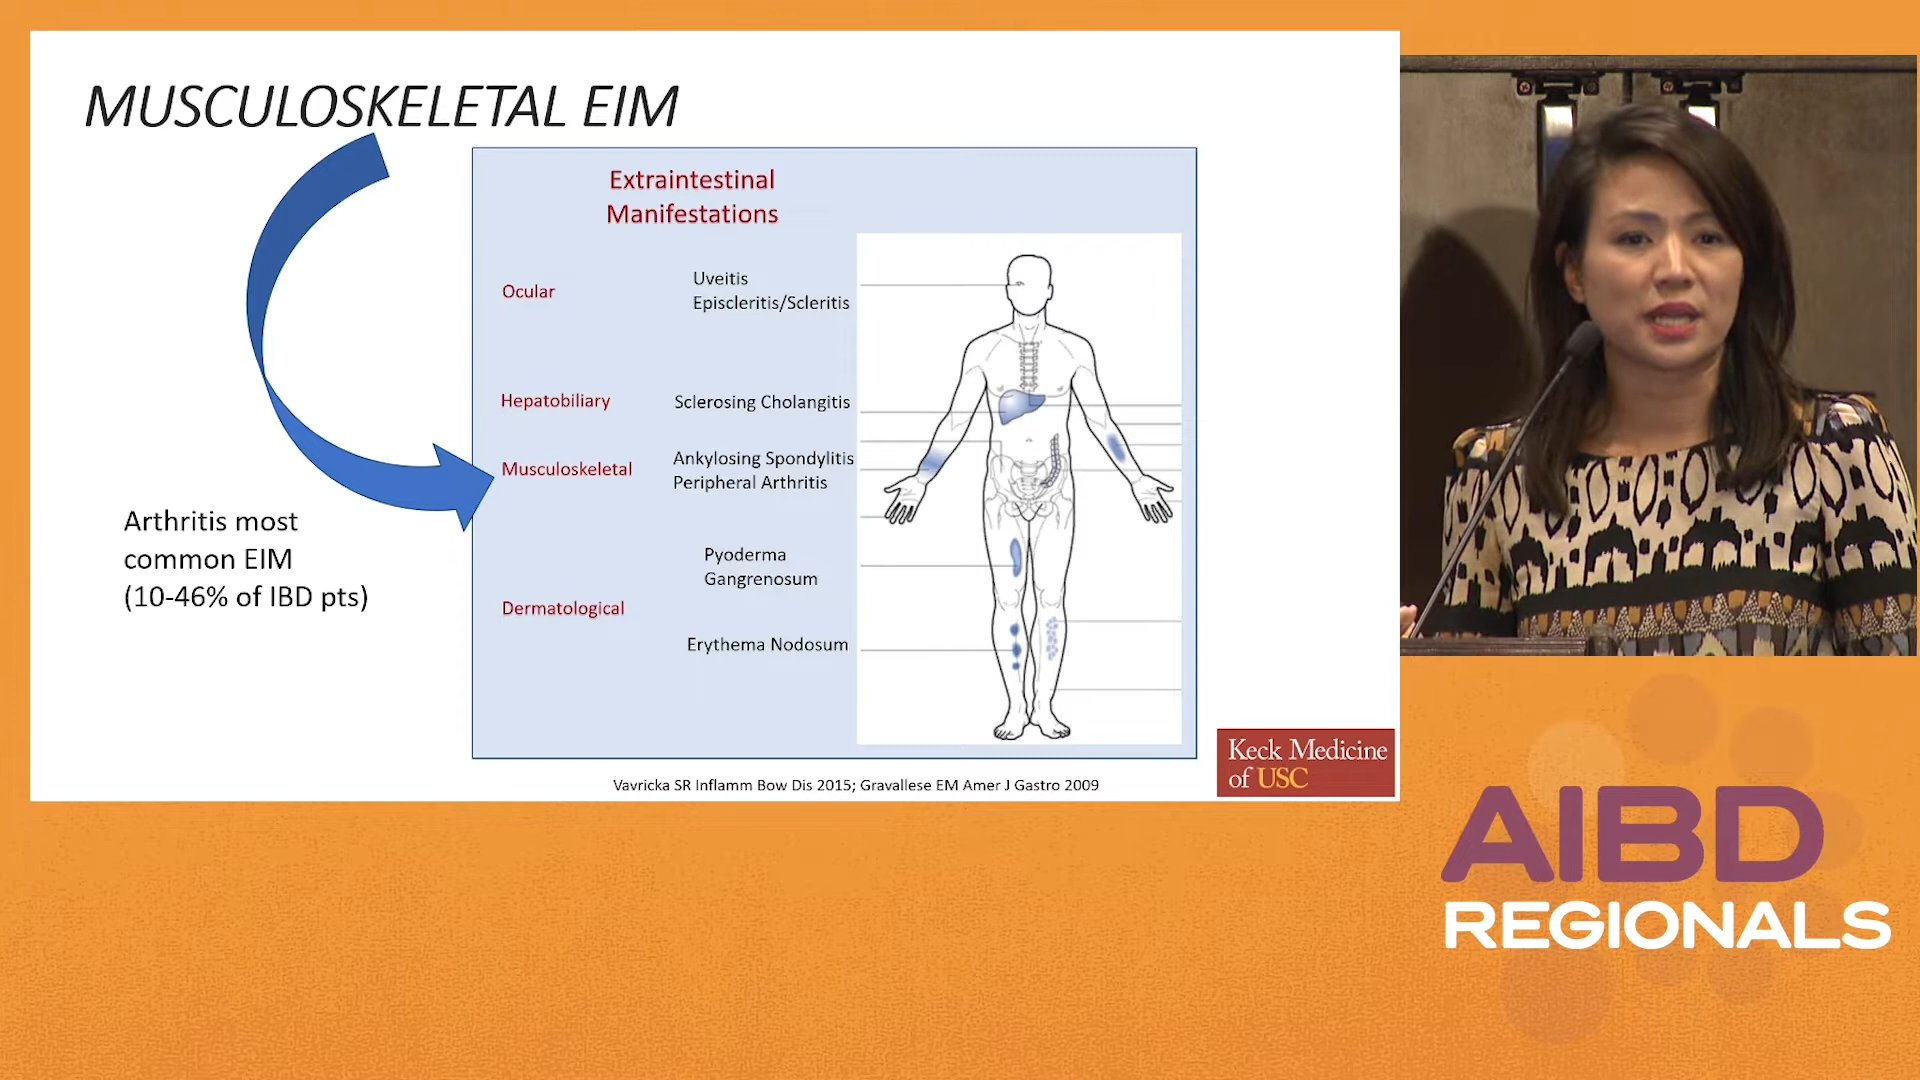 MUSCULOSKELETAL EIM
Extraintestinal
Manifestations
Ocular
Uveitis
Episcleritis/Scleritis
Hepatobiliary
Sclerosing Cholangitis
Musculoskeletal
Ankylosing Spondylitis
Peripheral Arthritis
Arthritis most
common EIM
(10-46% of IBD pts)
Pyoderma
Gangrenosum
Dermatological
Erythema Nodosum
Vavricka SR Inflamm Bow Dis 2015; Gravallese EM Amer J Gastro 2009
Keck Medicine
of USC
AIBD
REGIONALS